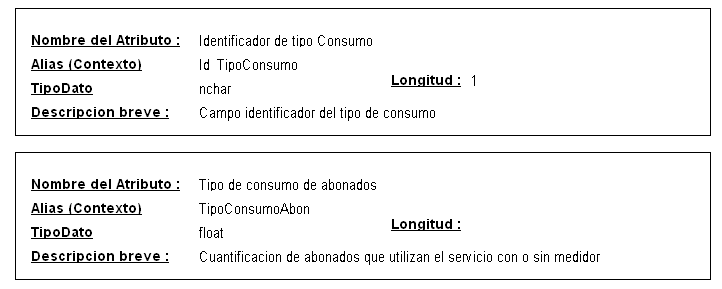 Nombre del Atributo : Identificador de tipo Consumo
Alias (Contexto) Id TipoConsumo
TipoDato nchar Longitud : 1
Descripcion breve : Campo identificador del tipo de consumo
Nombre del Atributo : Tipo de consumo de abonados
Alias (Contexto) TipoConsumoAbon
TipoDato float Longitud :
Descripcion breve : Cuantificacion de abonados que utilizan el servicio con o sin medidor